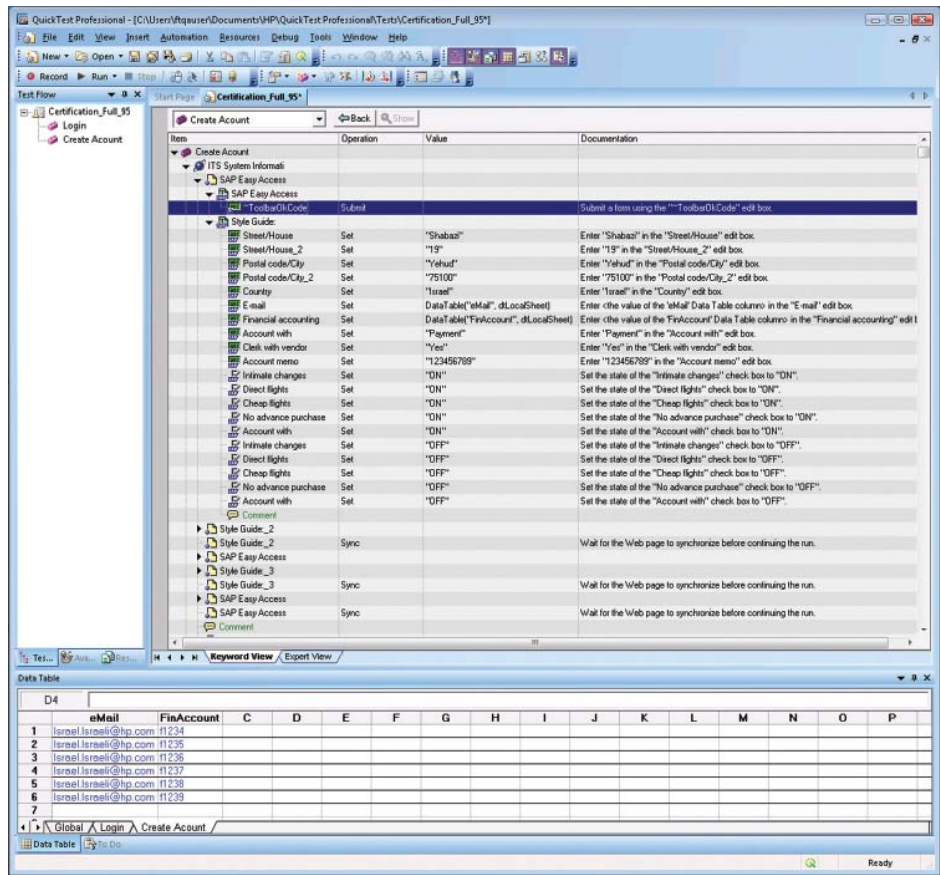 QuickTest Professional - [C:\Users\ftqauser\Documents\HP\QuickTest Professional\Tests\Certification_Full_95*]
File Edit View Insert Automation Resources Debug Tools Window Help
New Open
Record Run Stop
Test Flow
Start Page Certification_Full_95*
Certification_Full_95
Login
Create Acount
Create Acount Back Show
Item Operation Value Documentation
Create Acount
ITS System Informati
SAP Easy Access
SAP Easy Access
~ToolbarOkCode Submit Submit a form using the "~ToolbarOkCode" edit box.
Style Guide:
Street/House Set "Shabazi" Enter "Shabazi" in the "Street/House" edit box.
Street/House_2 Set "19" Enter "19" in the "Street/House_2" edit box.
Postal code/City Set "Yehud" Enter "Yehud" in the "Postal code/City" edit box.
Postal code/City_2 Set "75100" Enter "75100" in the "Postal code/City_2" edit box.
Country Set "Israel" Enter "Israel" in the "Country" edit box.
E-mail Set DataTable("eMail", dtLocalSheet) Enter <the value of the 'eMail' Data Table column> in the "E-mail" edit box.
Financial accounting Set DataTable("FinAccount", dtLocalSheet) Enter <the value of the 'FinAccount' Data Table column> in the "Financial accounting" edit b
Account with Set "Payment" Enter "Payment" in the "Account with" edit box.
Clerk with vendor Set "Yes" Enter "Yes" in the "Clerk with vendor" edit box.
Account memo Set "123456789" Enter "123456789" in the "Account memo" edit box.
Intimate changes Set "ON" Set the state of the "Intimate changes" check box to "ON".
Direct flights Set "ON" Set the state of the "Direct flights" check box to "ON".
Cheap flights Set "ON" Set the state of the "Cheap flights" check box to "ON".
No advance purchase Set "ON" Set the state of the "No advance purchase" check box to "ON".
Account with Set "ON" Set the state of the "Account with" check box to "ON".
Intimate changes Set "OFF" Set the state of the "Intimate changes" check box to "OFF".
Direct flights Set "OFF" Set the state of the "Direct flights" check box to "OFF".
Cheap flights Set "OFF" Set the state of the "Cheap flights" check box to "OFF".
No advance purchase Set "OFF" Set the state of the "No advance purchase" check box to "OFF".
Account with Set "OFF" Set the state of the "Account with" check box to "OFF".
Comment
Style Guide:_2
Style Guide:_2 Sync Wait for the Web page to synchronize before continuing the run.
SAP Easy Access
Style Guide:_3
Style Guide:_3 Sync Wait for the Web page to synchronize before continuing the run.
SAP Easy Access
SAP Easy Access Sync Wait for the Web page to synchronize before continuing the run.
Comment
Tes... Ava... Res... Keyword View Expert View
Data Table
D4
eMail FinAccount C D E F G H I J K L M N O P
1 Israel.Israeli@hp.com f1234
2 Israel.Israeli@hp.com f1235
3 Israel.Israeli@hp.com f1236
4 Israel.Israeli@hp.com f1237
5 Israel.Israeli@hp.com f1238
6 Israel.Israeli@hp.com f1239
7
Global Login Create Acount
Data Table To Do
Ready